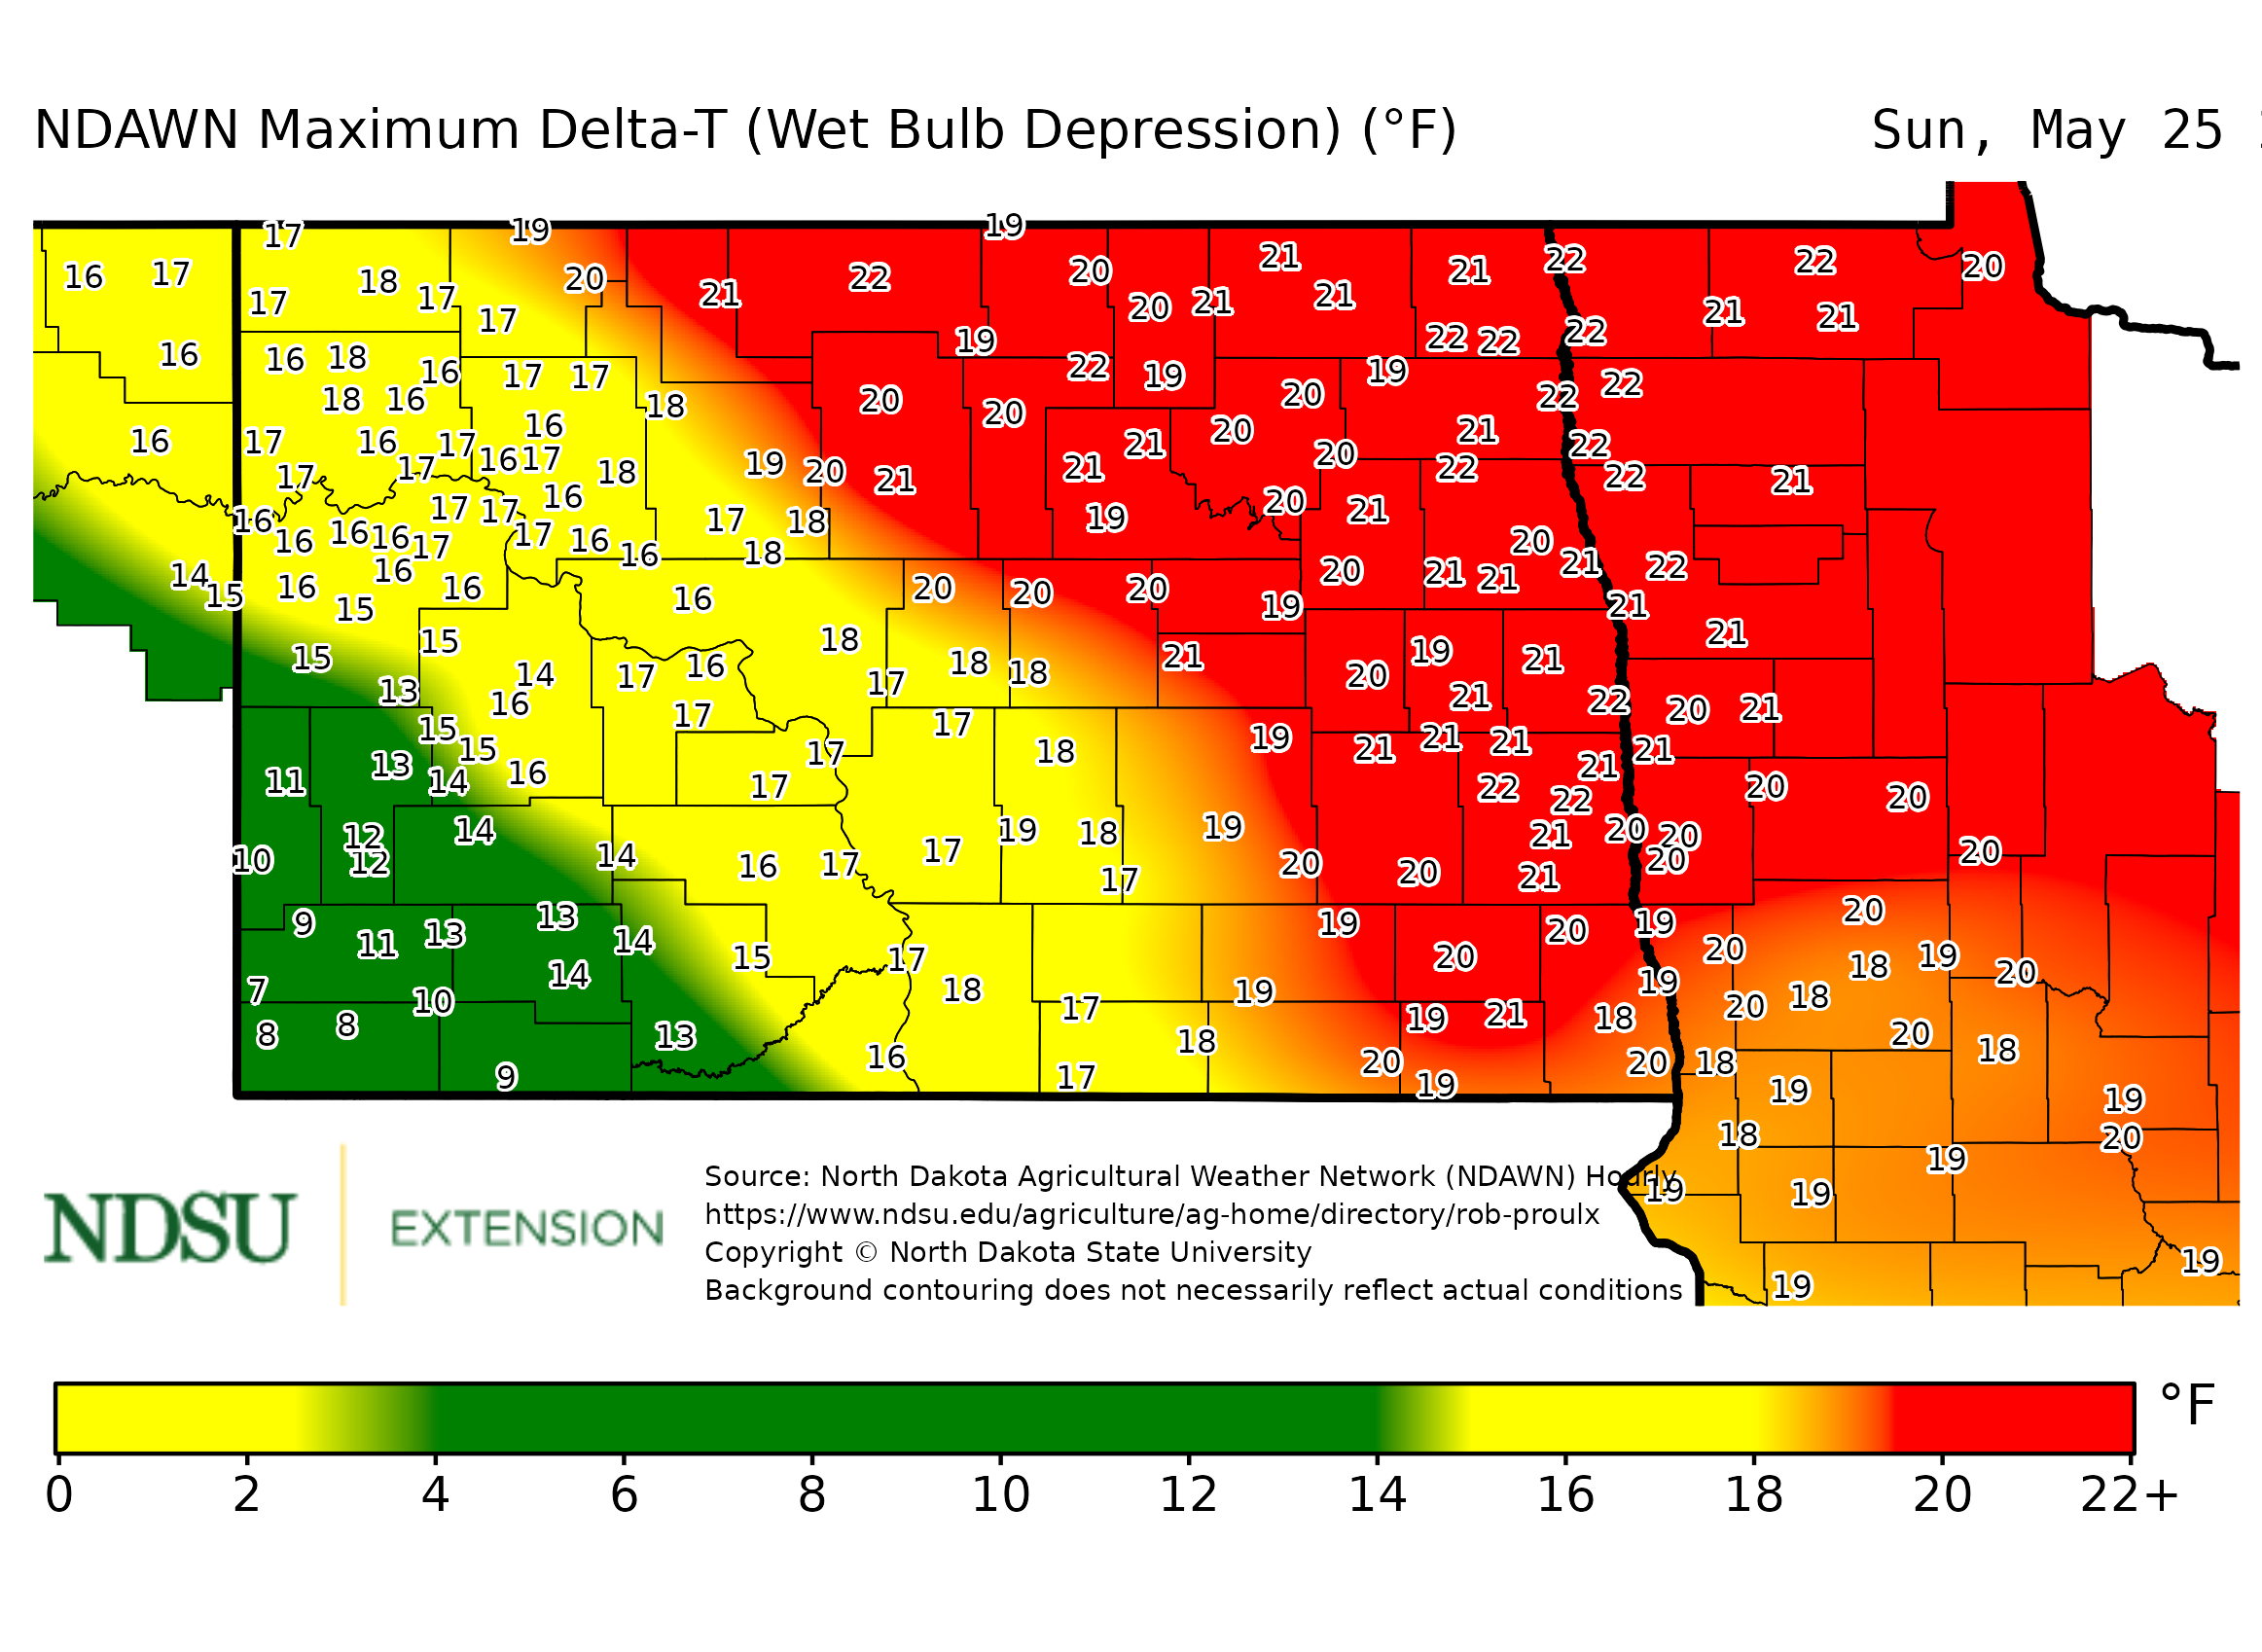 NDAWN Maximum Delta-T (Wet Bulb Depression) (°F) Sun, May 25
17 19 19
16 17 18 17 17 20 21 22 20 21 21 22 22 20
17 17 20 21 21 21 21
16 16 18 16 17 17 19 22 19 19 22 22 22
18 16 16 18 20 20 20 20 22 22
16 17 16 17 17 16 17 18 19 20 21 21 21 20 21 22 22 22 21
17 17 17 16 17 18 19 20 21
16 16 16 16 17 17 16 16 18 20 21 22
14 15 16 16 15 16 16 20 20 20 19 20 21 21 21
15 15 14 17 16 18 18 18 21 20 19 21 21
13 16 17 17 17 21 22 20 21
15 15 17 18 19 21 21 21 21
11 13 14 16 17 22 22 21 20 20
10 12 12 14 14 16 17 17 19 18 19 20 20 21 20 20 20 20
17 21
9 11 13 13 14 15 17 19 20 20 19 20 20
7 10 14 18 17 19 19 20 18 18 19 20
8 8 13 16 18 19 21 18 20 18
9 17 20 19 20 18 19 19
18 20
19 19 19
19 19
NDSU EXTENSION
Source: North Dakota Agricultural Weather Network (NDAWN) Hourly
https://www.ndsu.edu/agriculture/ag-home/directory/rob-proulx
Copyright © North Dakota State University
Background contouring does not necessarily reflect actual conditions
°F
0 2 4 6 8 10 12 14 16 18 20 22+